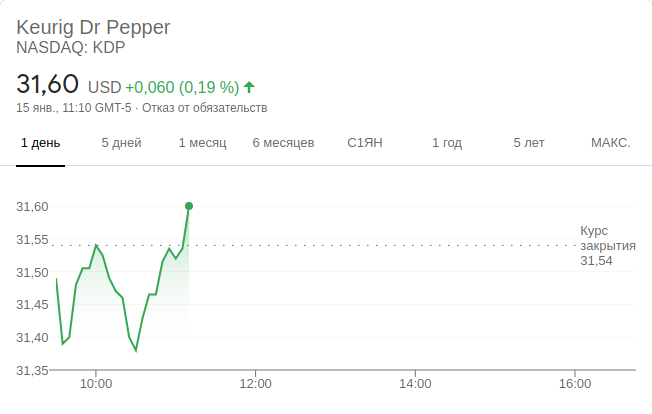 Keurig Dr Pepper
NASDAQ: KDP
31,60 USD +0,060 (0,19 %)
15 янв., 11:10 GMT-5 · Отказ от обязательств
1 день 5 дней 1 месяц 6 месяцев С1ЯН 1 год 5 лет МАКС.
31,60
31,55
31,50
31,45
31,40
31,35
Курс
закрытия
31,54
10:00 12:00 14:00 16:00